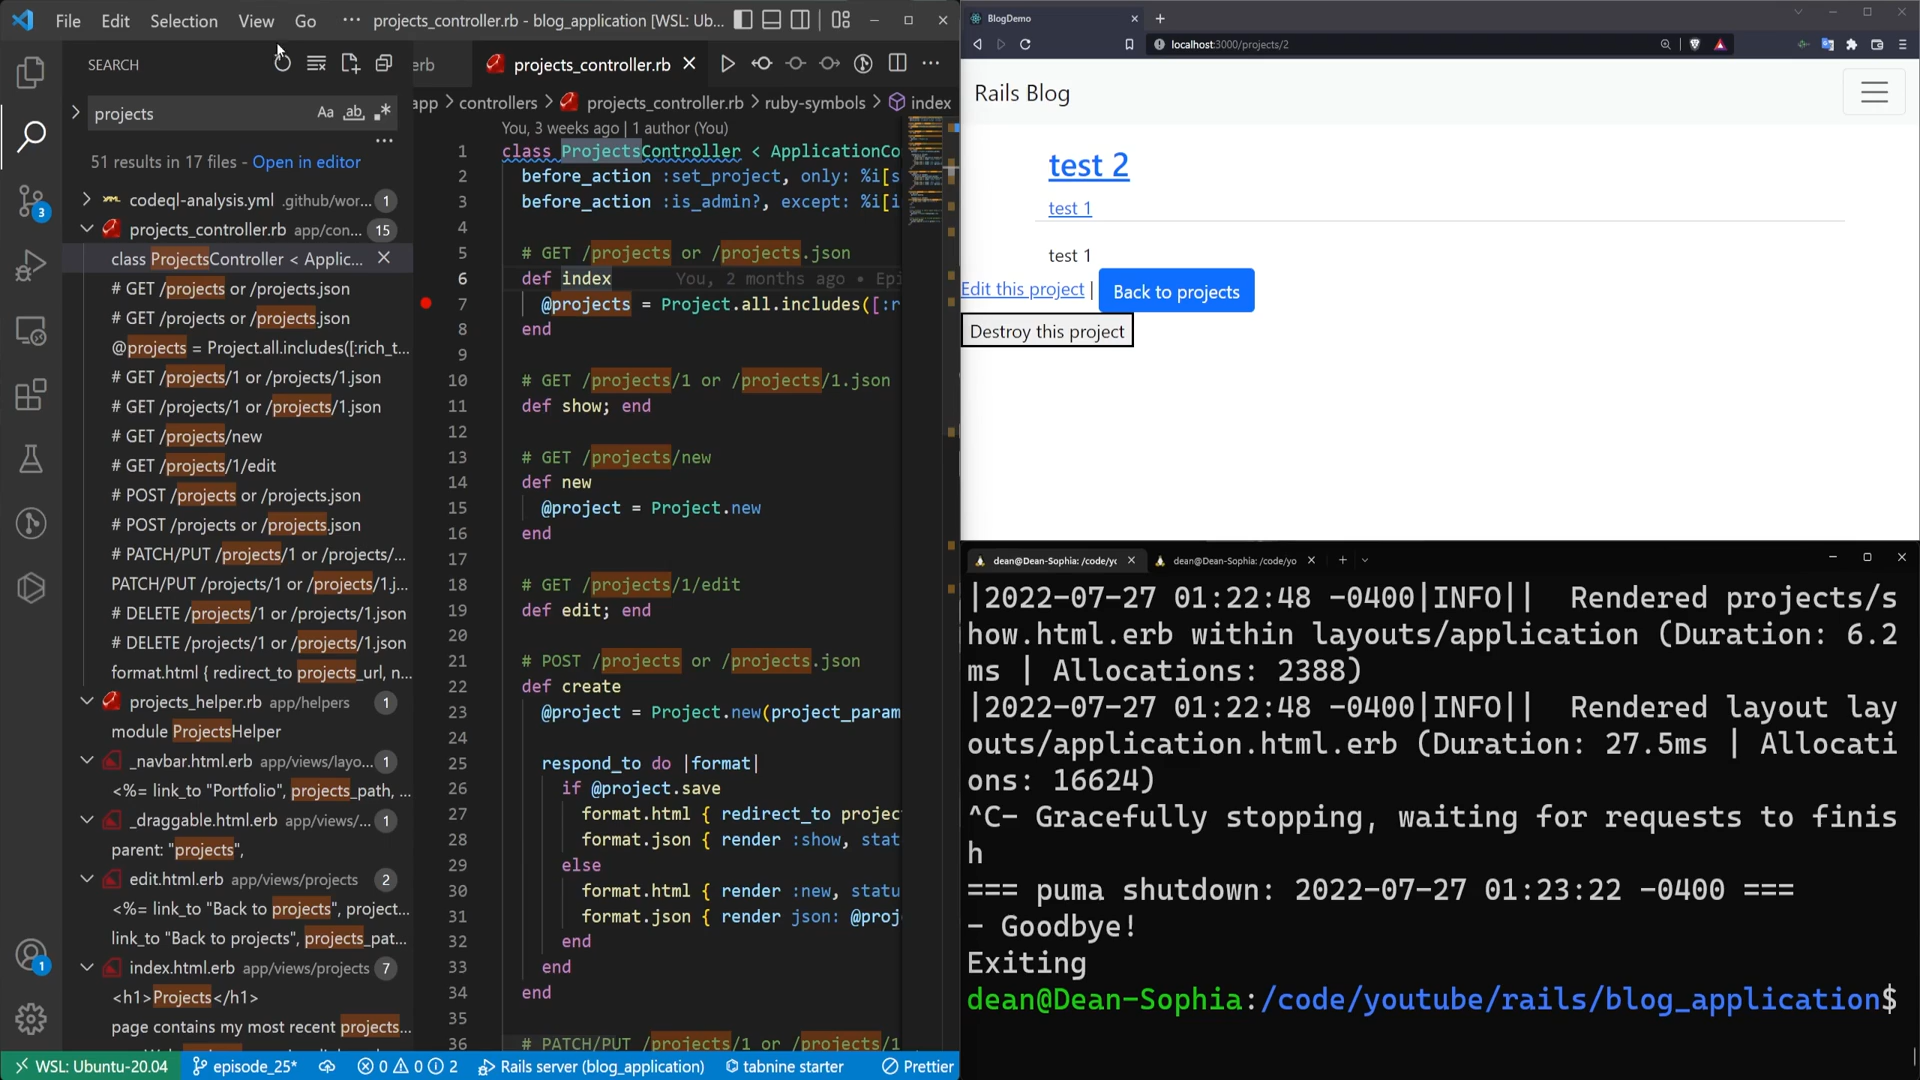 File Edit Selection View Go ··· projects_controller.rb - blog_application [WSL: Ub...
SEARCH
projects
Aa ab .*
51 results in 17 files - Open in editor
codeql-analysis.yml .github/wor... 1
projects_controller.rb app/con... 15
class ProjectsController < Applic...
# GET /projects or /projects.json
# GET /projects or /projects.json
@projects = Project.all.includes([:rich_t...
# GET /projects/1 or /projects/1.json
# GET /projects/1 or /projects/1.json
# GET /projects/new
# GET /projects/1/edit
# POST /projects or /projects.json
# POST /projects or /projects.json
# PATCH/PUT /projects/1 or /projects/...
PATCH/PUT /projects/1 or /projects/1.j...
# DELETE /projects/1 or /projects/1.json
# DELETE /projects/1 or /projects/1.json
format.html { redirect_to projects_url, n...
projects_helper.rb app/helpers 1
module ProjectsHelper
_navbar.html.erb app/views/layo... 1
<%= link_to "Portfolio", projects_path, ...
_draggable.html.erb app/views/... 1
parent: "projects",
edit.html.erb app/views/projects 2
<%= link_to "Back to projects", project...
link_to "Back to projects", projects_pat...
index.html.erb app/views/projects 7
<h1>Projects</h1>
page contains my most recent projects...
3
1
erb projects_controller.rb
app > controllers > projects_controller.rb > ruby-symbols > index
You, 3 weeks ago | 1 author (You)
1 class ProjectsController < ApplicationCo
2 before_action :set_project, only: %i[s
3 before_action :is_admin?, except: %i[i
4
5 # GET /projects or /projects.json
6 def index You, 2 months ago • Epi
7 @projects = Project.all.includes([:r
8 end
9
10 # GET /projects/1 or /projects/1.json
11 def show; end
12
13 # GET /projects/new
14 def new
15 @project = Project.new
16 end
17
18 # GET /projects/1/edit
19 def edit; end
20
21 # POST /projects or /projects.json
22 def create
23 @project = Project.new(project_param
24
25 respond_to do |format|
26 if @project.save
27 format.html { redirect_to projec
28 format.json { render :show, stat
29 else
30 format.html { render :new, statu
31 format.json { render json: @proj
32 end
33 end
34 end
35
36 # PATCH/PUT /projects/1 or /projects/1
WSL: Ubuntu-20.04 episode_25* 0 0 2 Rails server (blog_application) tabnine starter Prettier
BlogDemo
localhost:3000/projects/2
Rails Blog
test 2
test 1
test 1
Edit this project | Back to projects
Destroy this project
dean@Dean-Sophia: /code/yc dean@Dean-Sophia: /code/yo
|2022-07-27 01:22:48 -0400|INFO|| Rendered projects/s
how.html.erb within layouts/application (Duration: 6.2
ms | Allocations: 2388)
|2022-07-27 01:22:48 -0400|INFO|| Rendered layout lay
outs/application.html.erb (Duration: 27.5ms | Allocati
ons: 16624)
^C- Gracefully stopping, waiting for requests to finis
h
=== puma shutdown: 2022-07-27 01:23:22 -0400 ===
- Goodbye!
Exiting
dean@Dean-Sophia:/code/youtube/rails/blog_application$